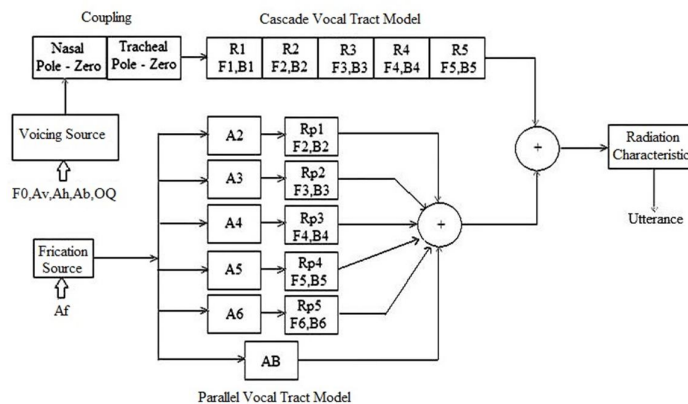 Coupling
Cascade Vocal Tract Model
Nasal
Pole - Zero
Tracheal
Pole - Zero
R1
F1,B1
R2
F2,B2
R3
F3,B3
R4
F4,B4
R5
F5,B5
Voicing Source
F0,Av,Ah,Ab,OQ
A2
Rp1
F2,B2
A3
Rp2
F3,B3
A4
Rp3
F4,B4
A5
Rp4
F5,B5
A6
Rp5
F6,B6
AB
Frication
Source
Af
+
+
Radiation
Characteristic
Utterance
Parallel Vocal Tract Model